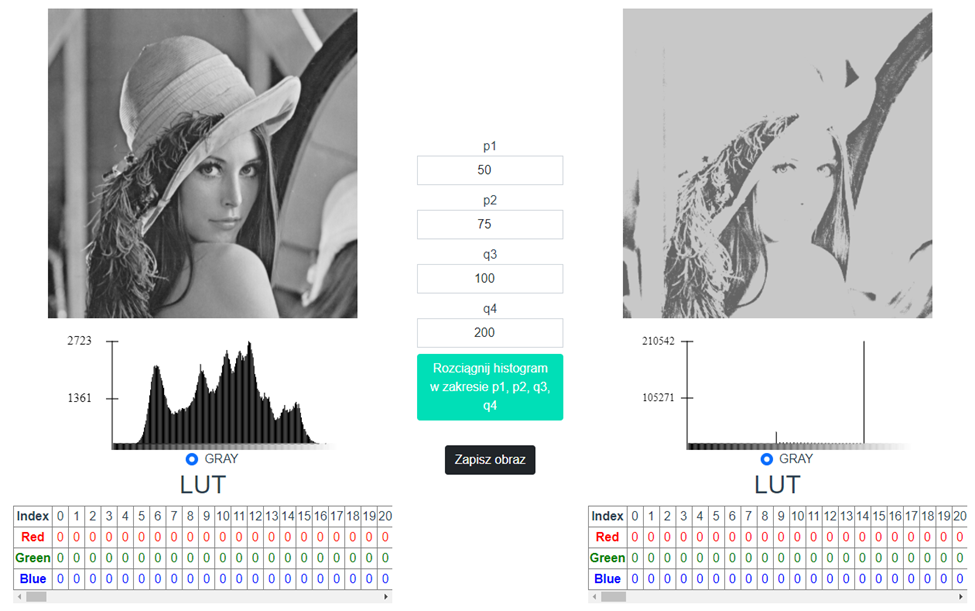 p1
50
p2
75
q3
100
q4
200
Rozciągnij histogram
w zakresie p1, p2, q3,
q4
Zapisz obraz
2723
1361
GRAY
LUT
Index 0 1 2 3 4 5 6 7 8 9 10 11 12 13 14 15 16 17 18 19 20
Red 0 0 0 0 0 0 0 0 0 0 0 0 0 0 0 0 0 0 0 0 0
Green 0 0 0 0 0 0 0 0 0 0 0 0 0 0 0 0 0 0 0 0 0
Blue 0 0 0 0 0 0 0 0 0 0 0 0 0 0 0 0 0 0 0 0 0
210542
105271
GRAY
LUT
Index 0 1 2 3 4 5 6 7 8 9 10 11 12 13 14 15 16 17 18 19 20
Red 0 0 0 0 0 0 0 0 0 0 0 0 0 0 0 0 0 0 0 0 0
Green 0 0 0 0 0 0 0 0 0 0 0 0 0 0 0 0 0 0 0 0 0
Blue 0 0 0 0 0 0 0 0 0 0 0 0 0 0 0 0 0 0 0 0 0